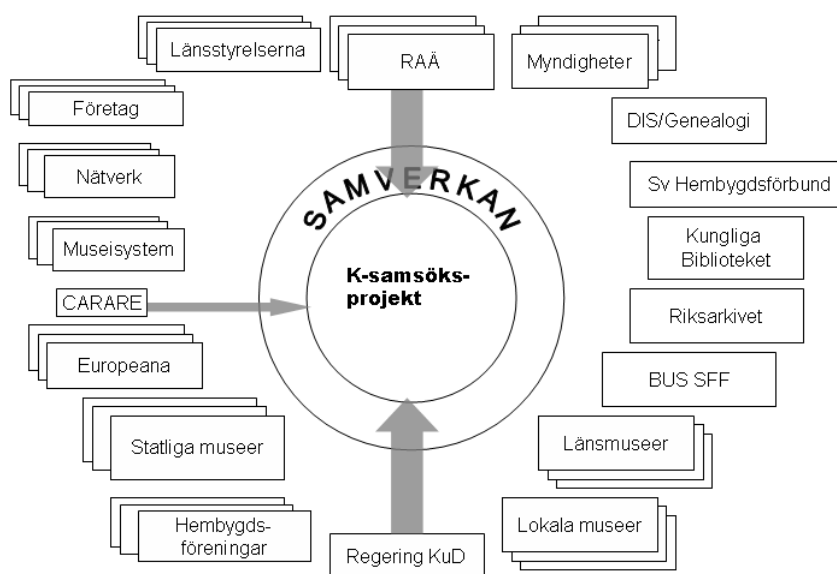 Länsstyrelserna
RAÄ
Myndigheter
Företag
DIS/Genealogi
Nätverk
Sv Hembygdsförbund
Museisystem
Kungliga
Biblioteket
CARARE
Riksarkivet
Europeana
BUS SFF
Statliga museer
Länsmuseer
Hembygds-
föreningar
Lokala museer
Regering KuD
SAMVERKAN
K-samsöks-
projekt